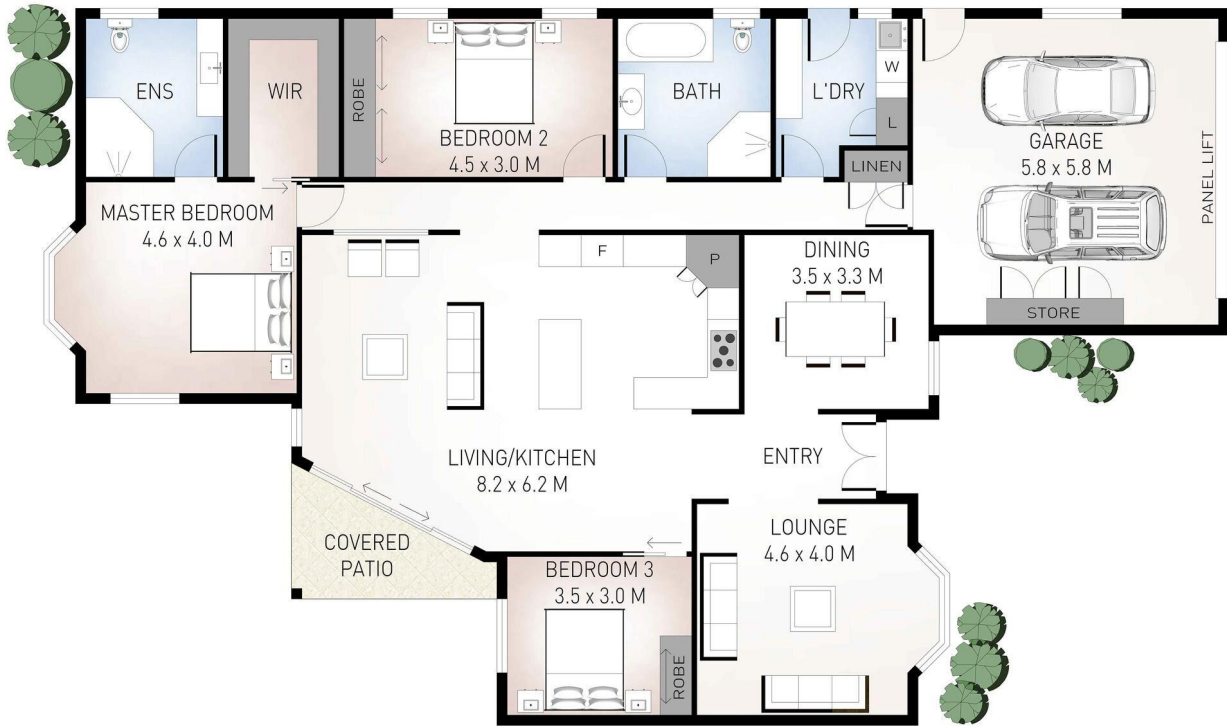 ENS
WIR
ROBE
BEDROOM 2
4.5 x 3.0 M
BATH
L'DRY
W
L
LINEN
GARAGE
5.8 x 5.8 M
PANEL LIFT
STORE
MASTER BEDROOM
4.6 x 4.0 M
F
P
DINING
3.5 x 3.3 M
LIVING/KITCHEN
8.2 x 6.2 M
ENTRY
COVERED
PATIO
LOUNGE
4.6 x 4.0 M
BEDROOM 3
3.5 x 3.0 M
ROBE